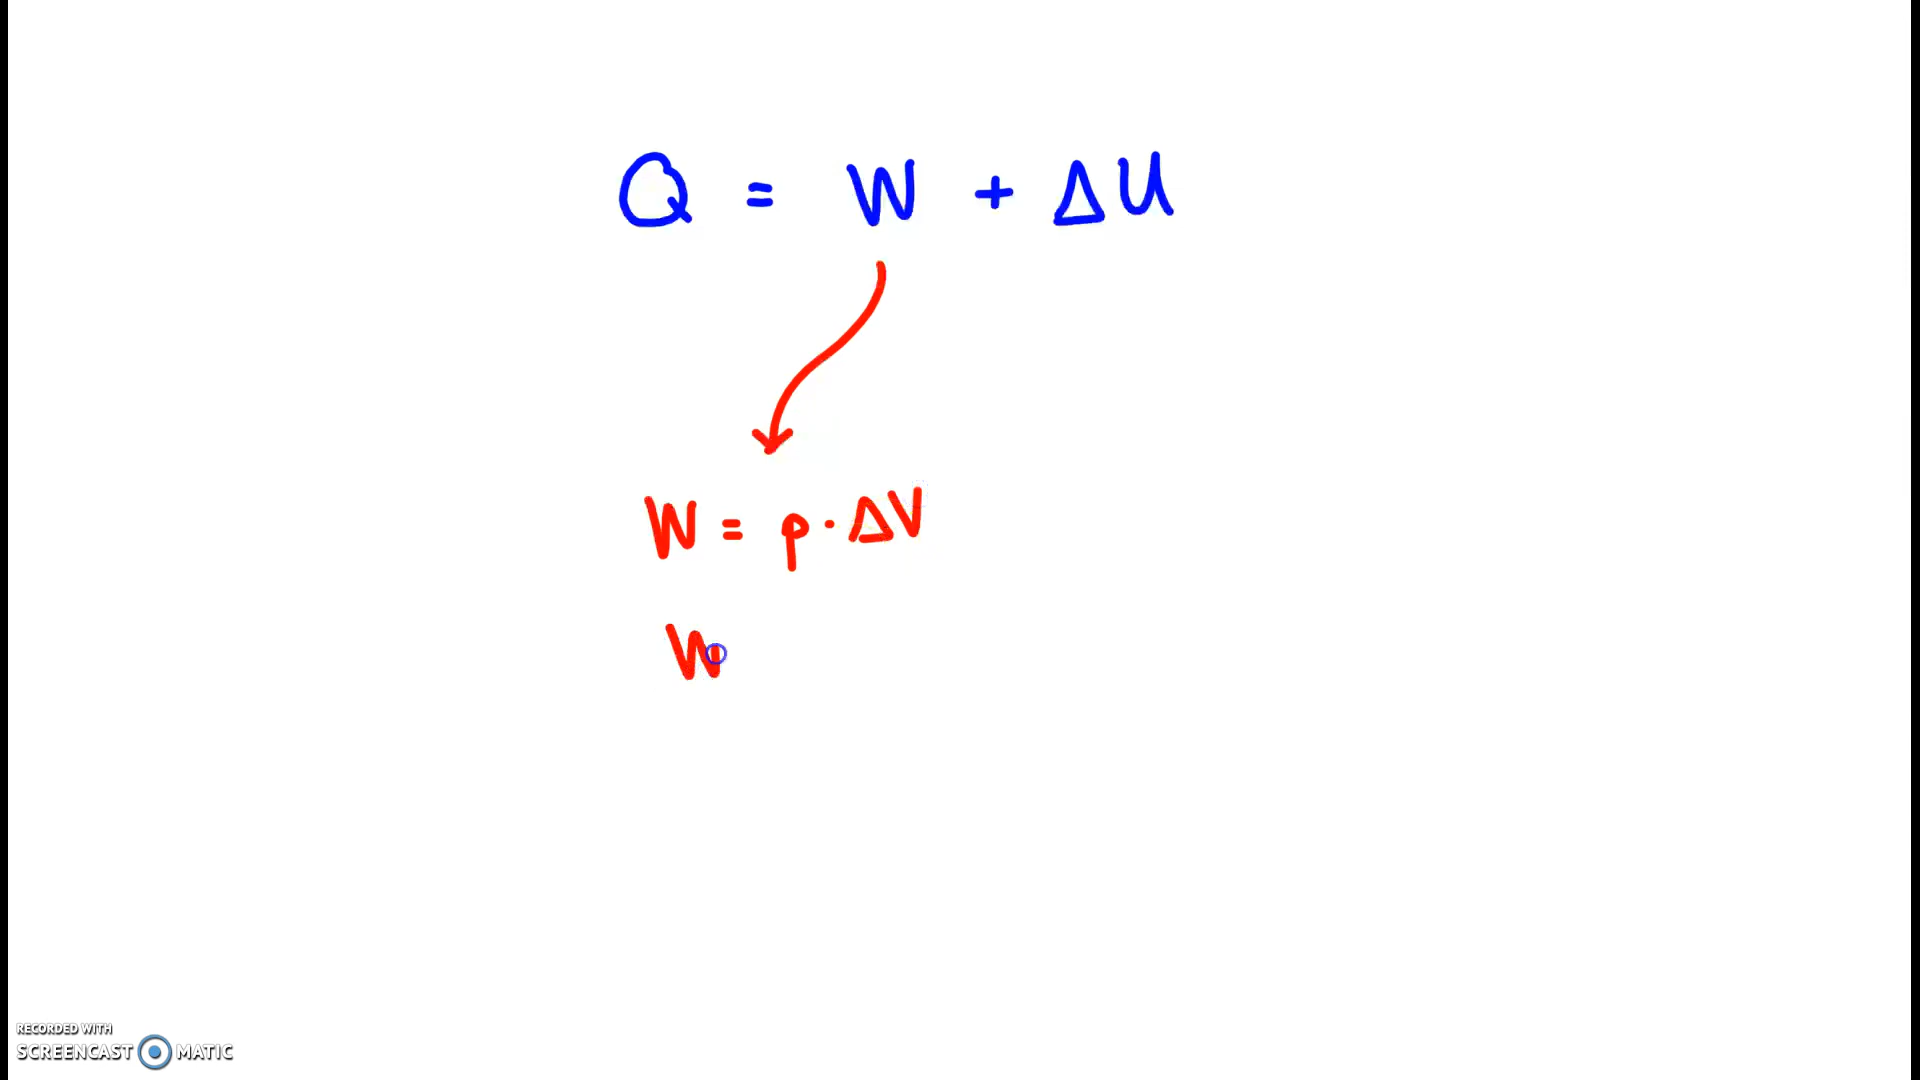 Q = W + ΔU
W = p · ΔV
W
RECORDED WITH
SCREENCAST MATIC